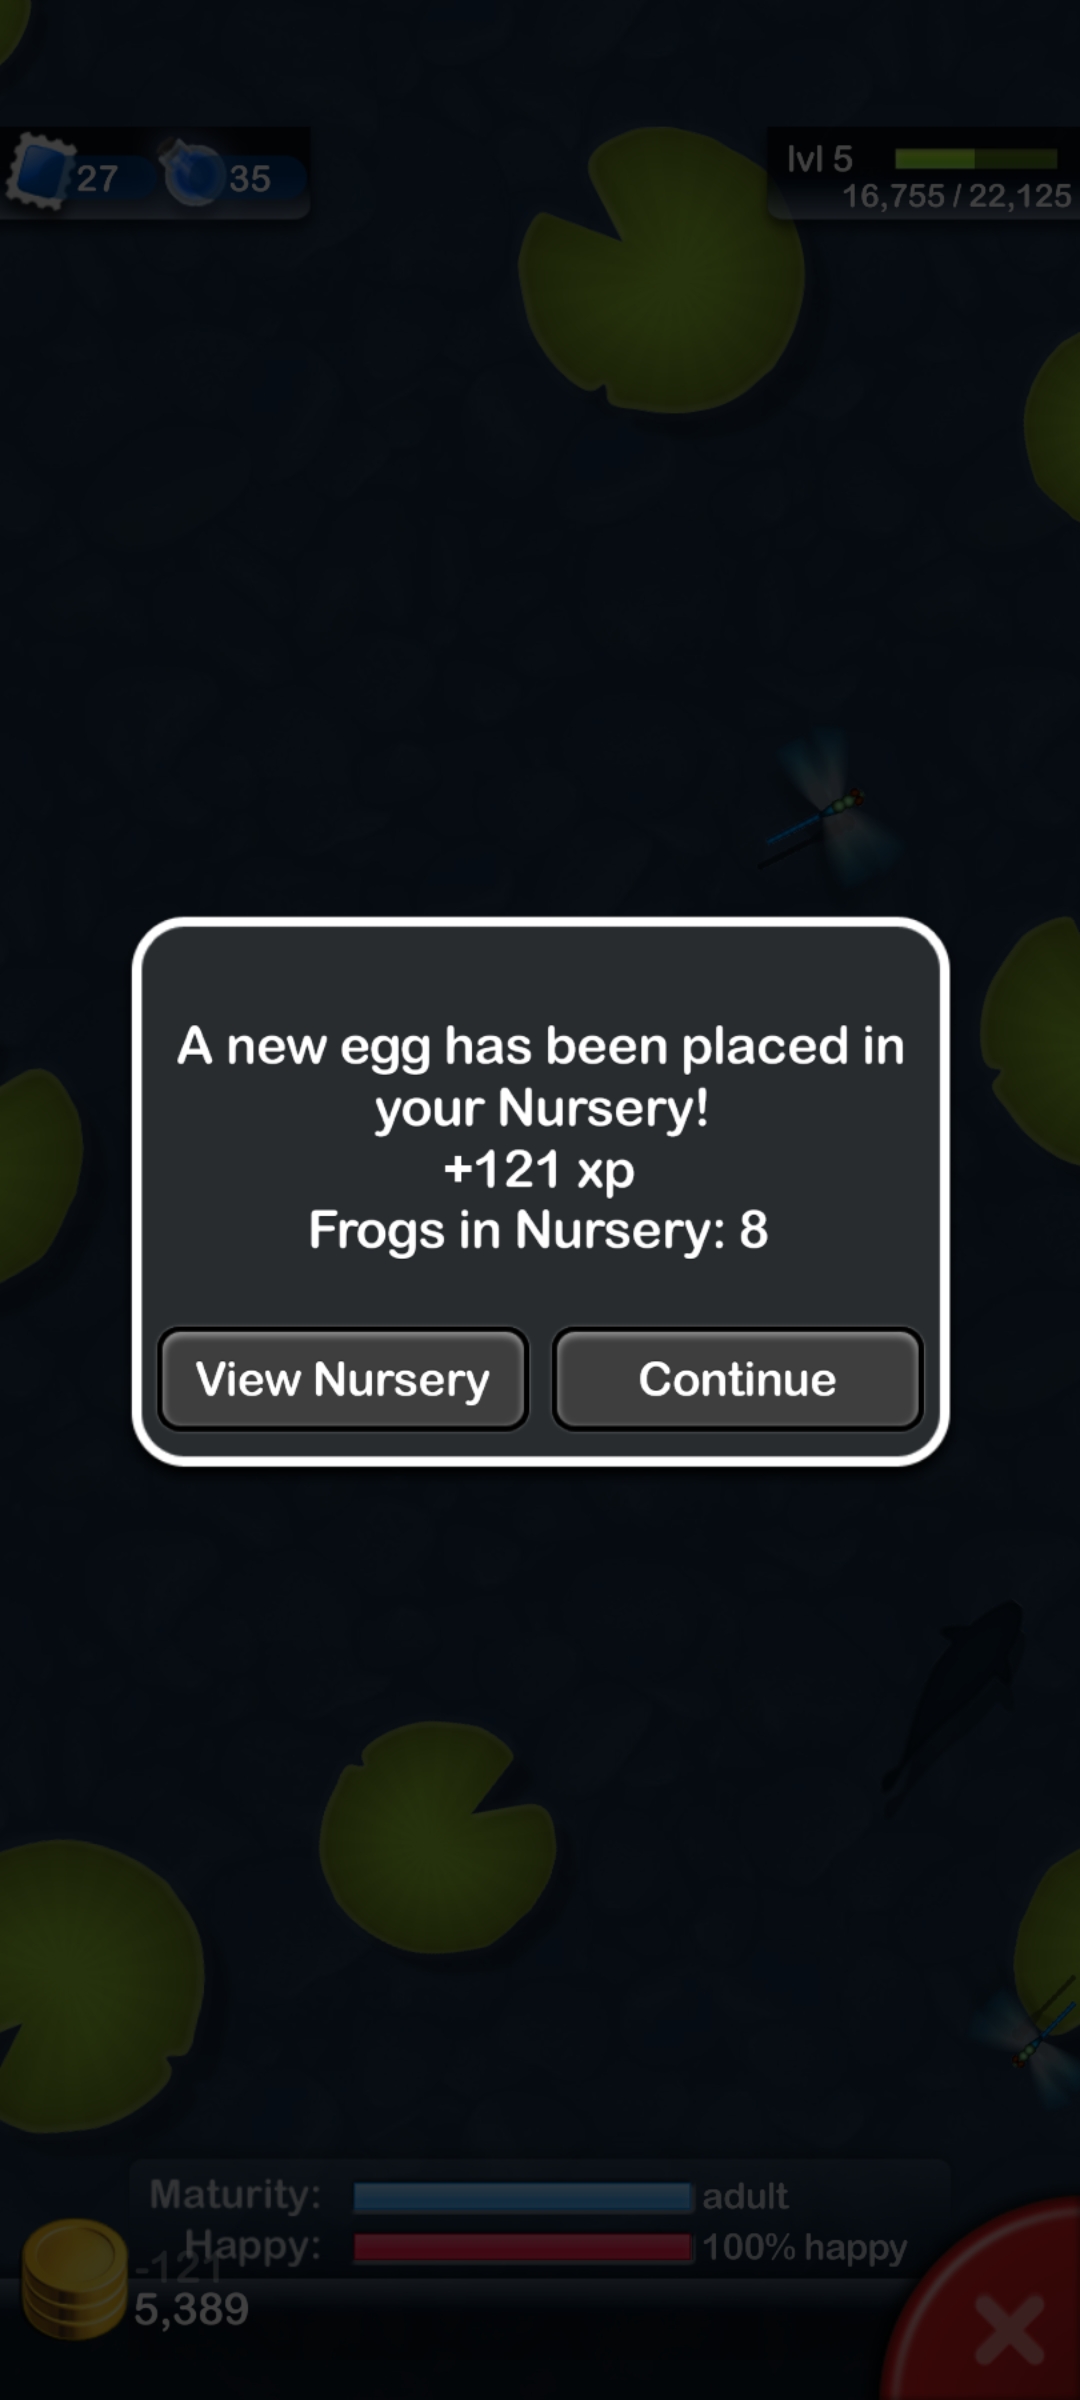 27
35
lvl 5
16,755 / 22,125
A new egg has been placed in
your Nursery!
+121 xp
Frogs in Nursery: 8
View Nursery
Continue
Maturity:
adult
Happy:
100% happy
-121
5,389